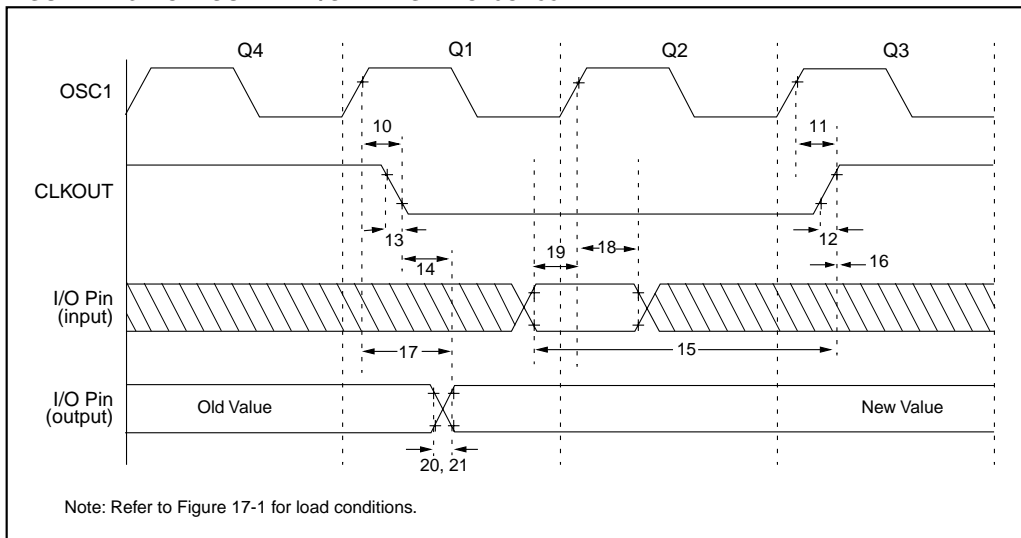 Q4 Q1 Q2 Q3
OSC1
10 11
CLKOUT
13 12
19 18 16
14
I/O Pin
(input)
17 15
I/O Pin
(output)
Old Value New Value
20, 21
Note: Refer to Figure 17-1 for load conditions.